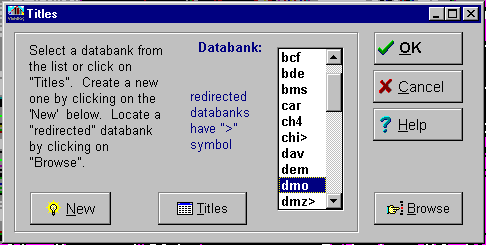 Titles
Select a databank from
the list or click on
"Titles". Create a new
one by clicking on the
'New' below. Locate a
"redirected" databank
by clicking on
"Browse".
Databank:
redirected
databanks
have ">"
symbol
bcf
bde
bms
car
ch4
chi>
dav
dem
dmo
dmz>
OK
Cancel
Help
New
Titles
Browse